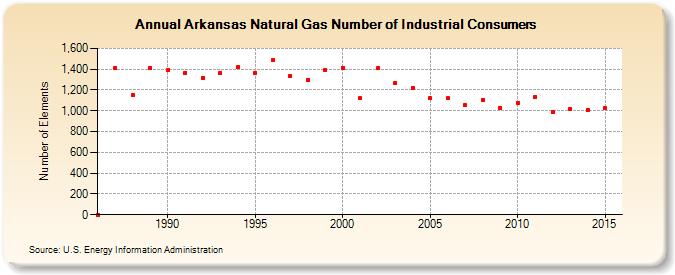 Annual Arkansas Natural Gas Number of Industrial Consumers
Number of Elements
1,600
1,400
1,200
1,000
800
600
400
200
0
1990 1995 2000 2005 2010 2015
Source: U.S. Energy Information Administration